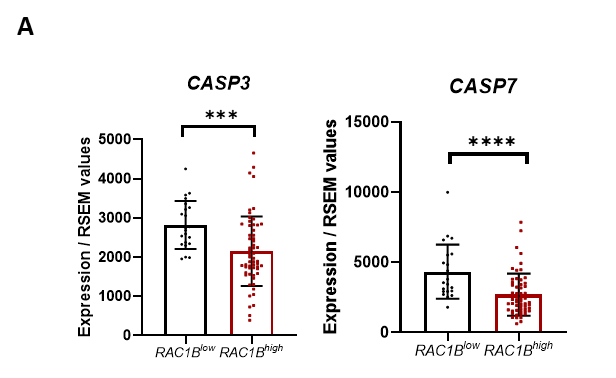 A
CASP3
***
Expression / RSEM values
5000
4000
3000
2000
1000
0
RAC1Blow RAC1Bhigh
CASP7
****
Expression / RSEM values
15000
10000
5000
0
RAC1Blow RAC1Bhigh